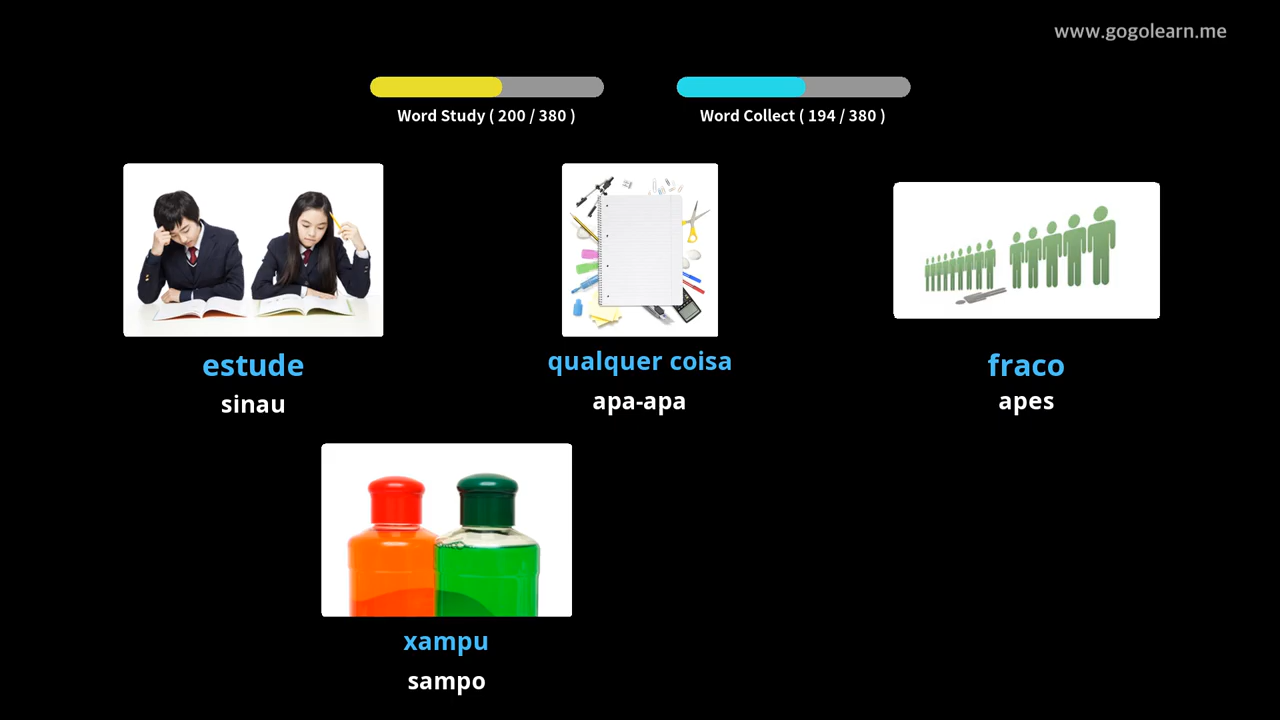 www.gogolearn.me
Word Study ( 200 / 380 )
Word Collect ( 194 / 380 )
estude
sinau
qualquer coisa
apa-apa
fraco
apes
xampu
sampo